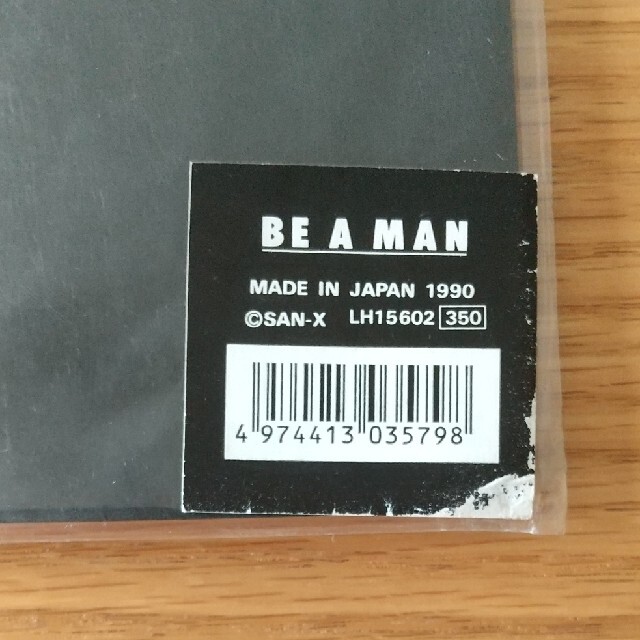 BE A MAN
MADE IN JAPAN 1990
©SAN-X LH15602 350
4 974413 035798